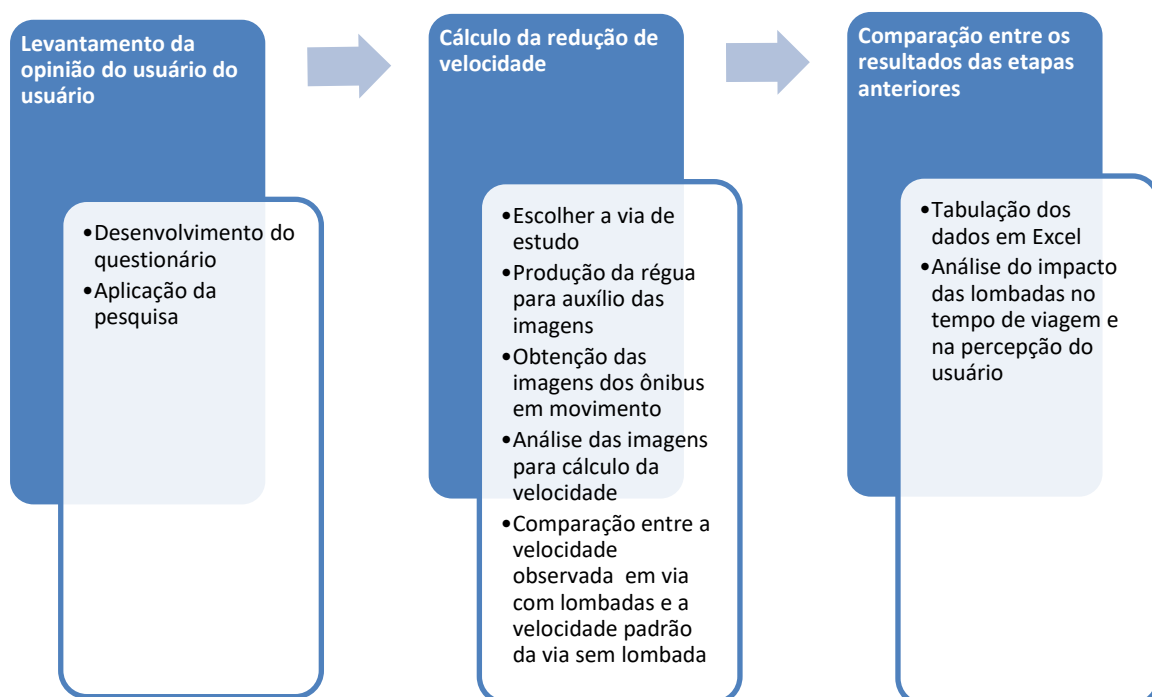 Levantamento da
opinião do usuário do
usuário
•Desenvolvimento do
questionário
•Aplicação da
pesquisa
Cálculo da redução de
velocidade
•Escolher a via de
estudo
•Produção da régua
para auxílio das
imagens
•Obtenção das
imagens dos ônibus
em movimento
•Análise das imagens
para cálculo da
velocidade
•Comparação entre a
velocidade
observada  em via
com lombadas e a
velocidade padrão
da via sem lombada
Comparação entre os
resultados das etapas
anteriores
•Tabulação dos
dados em Excel
•Análise do impacto
das lombadas no
tempo de viagem e
na percepção do
usuário